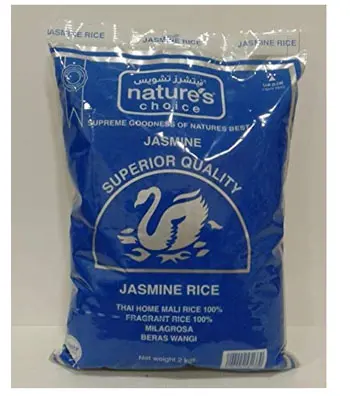 JASMINE RICE JASMINE RICE JASMINE RICE
نيتشرز تشويس
nature's
choice
SUPREME GOODNESS OF NATURES BEST
JASMINE
SUPERIOR QUALITY
JASMINE RICE
THAI HOME MALI RICE 100%
FRAGRANT RICE 100%
MILAGROSA
BERAS WANGI
Net weight 2 kgs